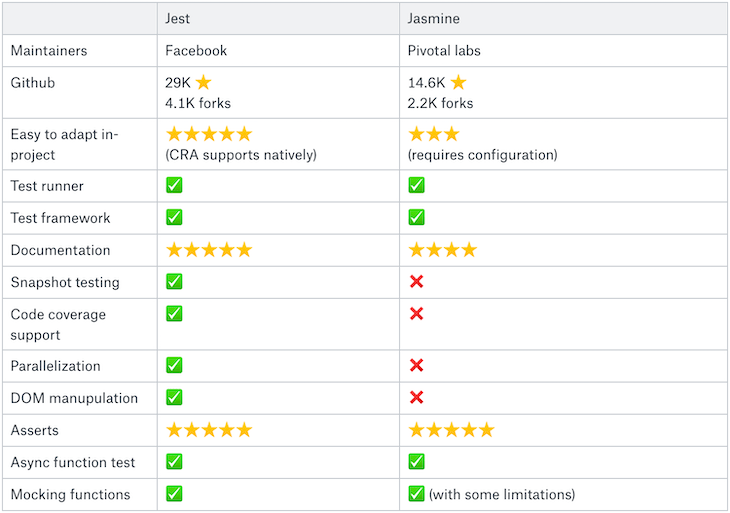 Jest Jasmine
Maintainers Facebook Pivotal labs
Github 29K ⭐ 14.6K ⭐
4.1K forks 2.2K forks
Easy to adapt in- ⭐⭐⭐⭐⭐ ⭐⭐⭐
project (CRA supports natively) (requires configuration)
Test runner ✅ ✅
Test framework ✅ ✅
Documentation ⭐⭐⭐⭐⭐ ⭐⭐⭐⭐
Snapshot testing ✅ ❌
Code coverage ✅ ❌
support
Parallelization ✅ ❌
DOM manupulation ✅ ❌
Asserts ⭐⭐⭐⭐⭐ ⭐⭐⭐⭐⭐
Async function test ✅ ✅
Mocking functions ✅ ✅ (with some limitations)